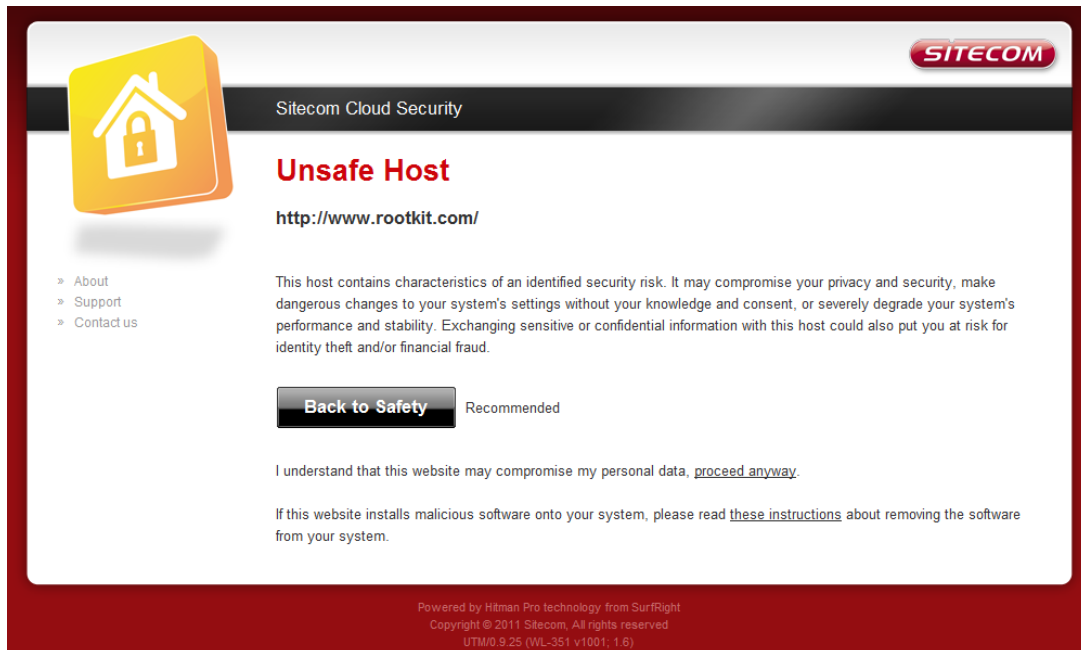 SITECOM
Sitecom Cloud Security
Unsafe Host
http://www.rootkit.com/
» About
» Support
» Contact us
This host contains characteristics of an identified security risk. It may compromise your privacy and security, make
dangerous changes to your system's settings without your knowledge and consent, or severely degrade your system's
performance and stability. Exchanging sensitive or confidential information with this host could also put you at risk for
identity theft and/or financial fraud.
Back to Safety Recommended
I understand that this website may compromise my personal data, proceed anyway.
If this website installs malicious software onto your system, please read these instructions about removing the software
from your system.
Powered by Hitman Pro technology from SurfRight
Copyright © 2011 Sitecom, All rights reserved
UTM/0.9.25 (WL-351 v1001; 1.6)